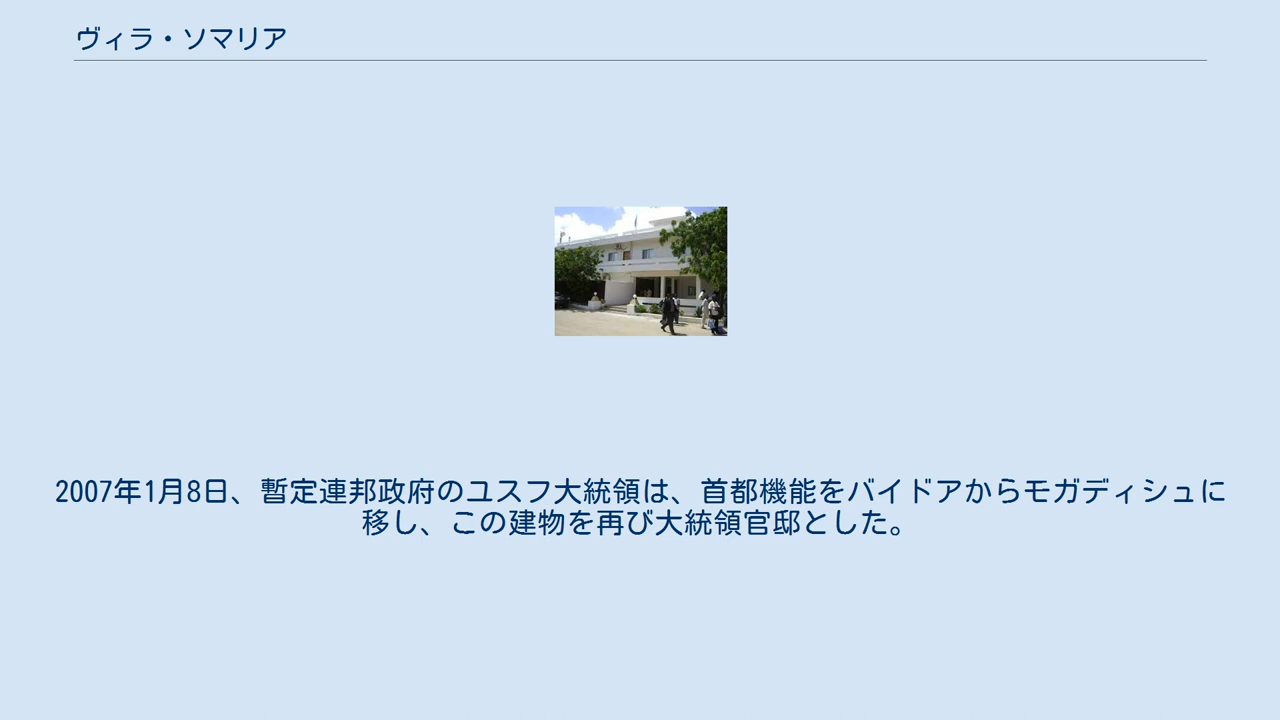 ヴィラ・ソマリア
2007年1月8日、暫定連邦政府のユスフ大統領は、首都機能をバイドアからモガディシュに
移し、この建物を再び大統領官邸とした。